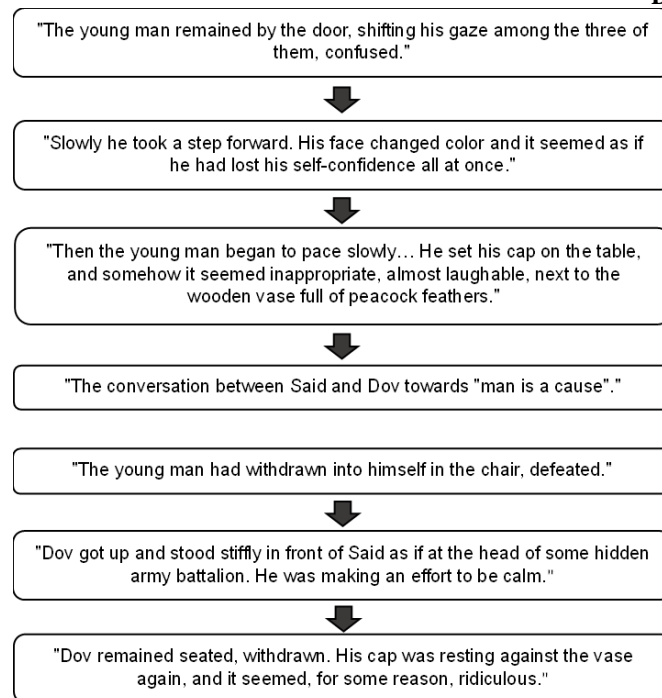 "The young man remained by the door, shifting his gaze among the three of
them, confused."
"Slowly he took a step forward. His face changed color and it seemed as if
he had lost his self-confidence all at once."
"Then the young man began to pace slowly… He set his cap on the table,
and somehow it seemed inappropriate, almost laughable, next to the
wooden vase full of peacock feathers."
"The conversation between Said and Dov towards "man is a cause"."
"The young man had withdrawn into himself in the chair, defeated."
"Dov got up and stood stiffly in front of Said as if at the head of some hidden
army battalion. He was making an effort to be calm."
"Dov remained seated, withdrawn. His cap was resting against the vase
again, and it seemed, for some reason, ridiculous."